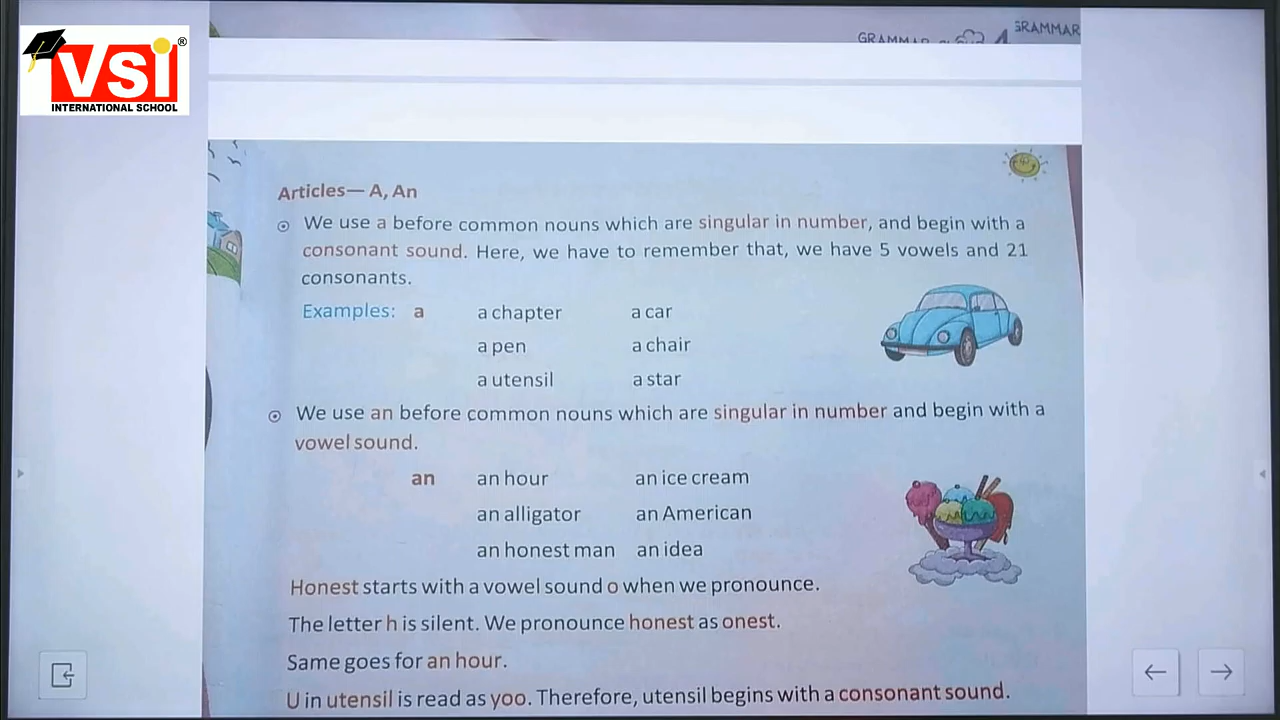 GRAMMAR
GRAMMAR
VSI ®
INTERNATIONAL SCHOOL
Articles— A, An
We use a before common nouns which are singular in number, and begin with a
consonant sound. Here, we have to remember that, we have 5 vowels and 21
consonants.
Examples: a a chapter a car
a pen a chair
a utensil a star
We use an before common nouns which are singular in number and begin with a
vowel sound.
an an hour an ice cream
an alligator an American
an honest man an idea
Honest starts with a vowel sound o when we pronounce.
The letter h is silent. We pronounce honest as onest.
Same goes for an hour.
U in utensil is read as yoo. Therefore, utensil begins with a consonant sound.